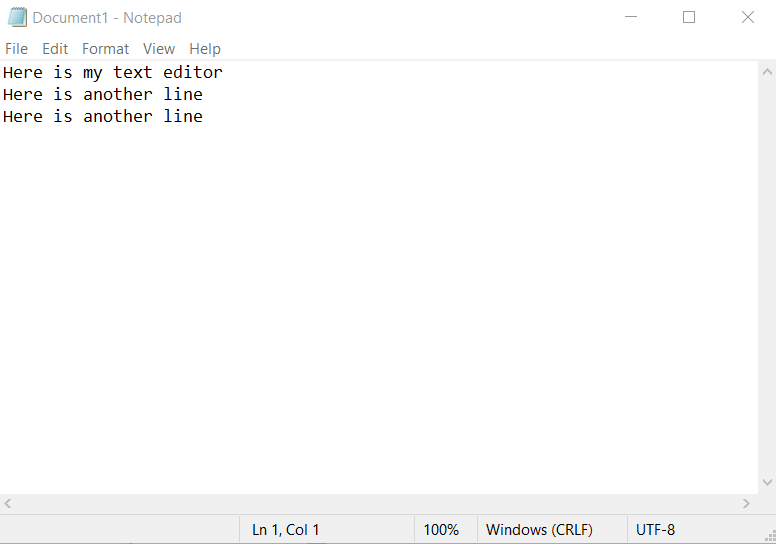 Document1 - Notepad
File Edit Format View Help
Here is my text editor
Here is another line
Here is another line
Ln 1, Col 1 100% Windows (CRLF) UTF-8